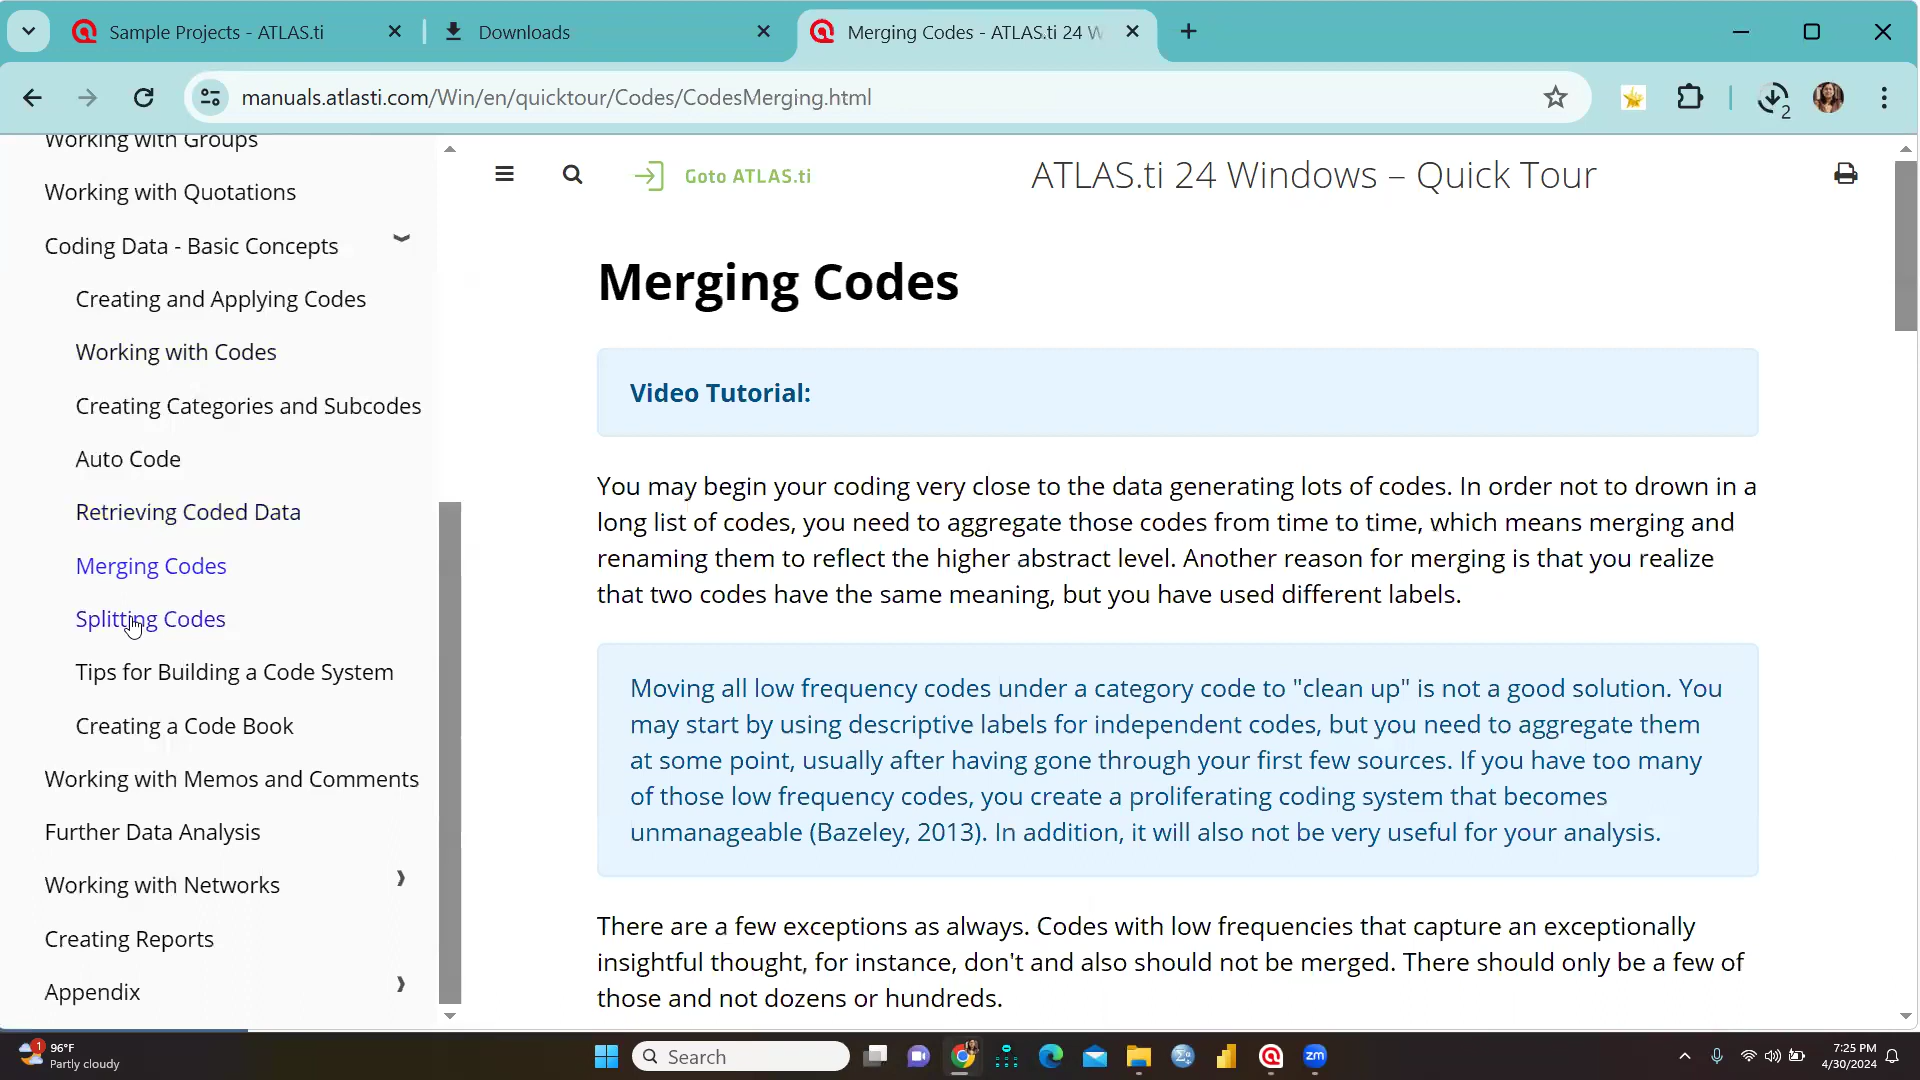 Sample Projects - ATLAS.ti
Downloads
Merging Codes - ATLAS.ti 24 W
manuals.atlasti.com/Win/en/quicktour/Codes/CodesMerging.html
2
Working with Groups
Working with Quotations
Coding Data - Basic Concepts
Creating and Applying Codes
Working with Codes
Creating Categories and Subcodes
Auto Code
Retrieving Coded Data
Merging Codes
Splitting Codes
Tips for Building a Code System
Creating a Code Book
Working with Memos and Comments
Further Data Analysis
Working with Networks
Creating Reports
Appendix
Goto ATLAS.ti
ATLAS.ti 24 Windows – Quick Tour
Merging Codes
Video Tutorial:
You may begin your coding very close to the data generating lots of codes. In order not to drown in a
long list of codes, you need to aggregate those codes from time to time, which means merging and
renaming them to reflect the higher abstract level. Another reason for merging is that you realize
that two codes have the same meaning, but you have used different labels.
Moving all low frequency codes under a category code to "clean up" is not a good solution. You
may start by using descriptive labels for independent codes, but you need to aggregate them
at some point, usually after having gone through your first few sources. If you have too many
of those low frequency codes, you create a proliferating coding system that becomes
unmanageable (Bazeley, 2013). In addition, it will also not be very useful for your analysis.
There are a few exceptions as always. Codes with low frequencies that capture an exceptionally
insightful thought, for instance, don't and also should not be merged. There should only be a few of
those and not dozens or hundreds.
1
96°F
Partly cloudy
Search
zm
7:25 PM
4/30/2024